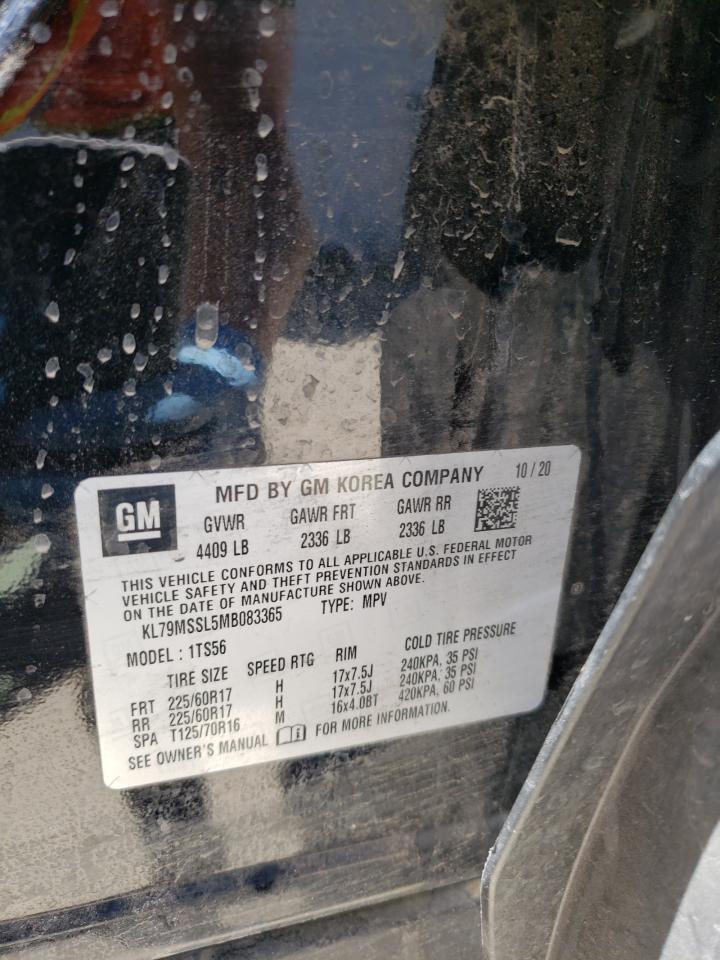 GM
MFD BY GM KOREA COMPANY 10 / 20
GVWR GAWR FRT GAWR RR
4409 LB 2336 LB 2336 LB
THIS VEHICLE CONFORMS TO ALL APPLICABLE U.S. FEDERAL MOTOR
VEHICLE SAFETY AND THEFT PREVENTION STANDARDS IN EFFECT
ON THE DATE OF MANUFACTURE SHOWN ABOVE.
KL79MSSL5MB083365 TYPE: MPV
MODEL : 1TS56
TIRE SIZE SPEED RTG RIM COLD TIRE PRESSURE
FRT 225/60R17 H 17x7.5J 240KPA, 35 PSI
RR 225/60R17 H 17x7.5J 240KPA, 35 PSI
SPA T125/70R16 M 16x4.0BT 420KPA, 60 PSI
SEE OWNER'S MANUAL FOR MORE INFORMATION.